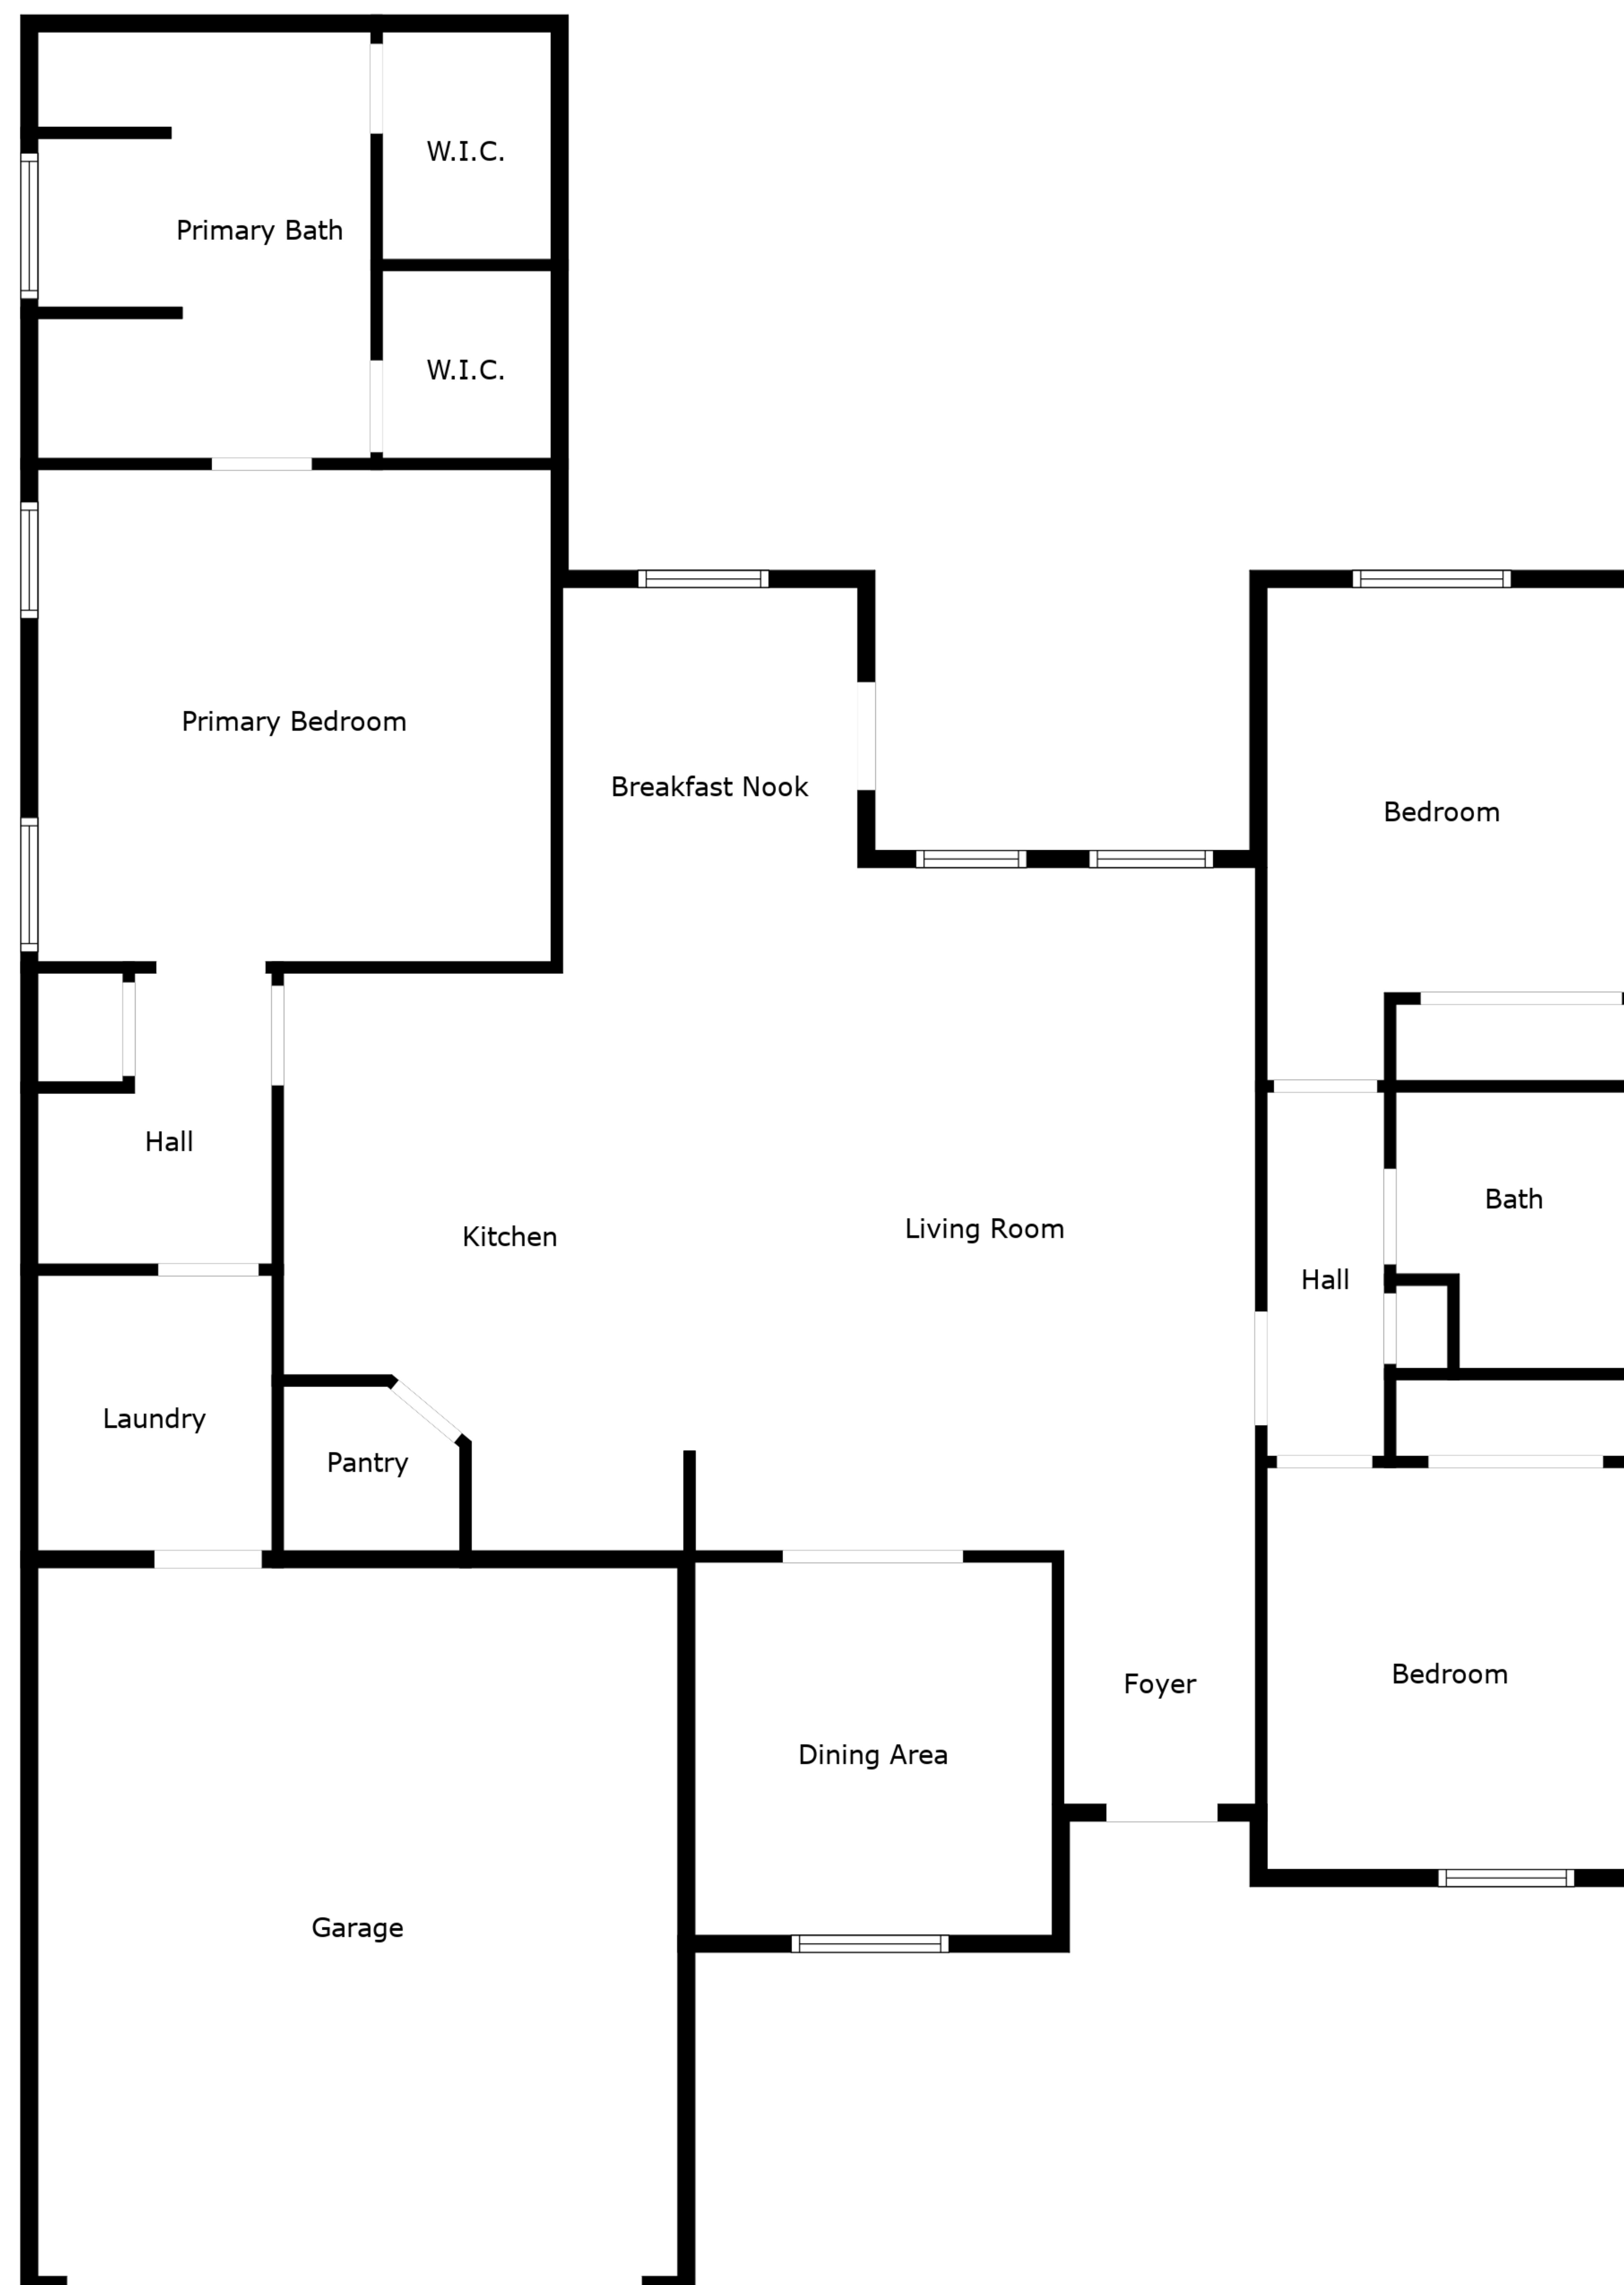 W.I.C.
Primary Bath
W.I.C.
Primary Bedroom
Breakfast Nook
Bedroom
Hall
Bath
Living Room
Kitchen
Hall
Laundry
Pantry
Bedroom
Foyer
Dining Area
Garage